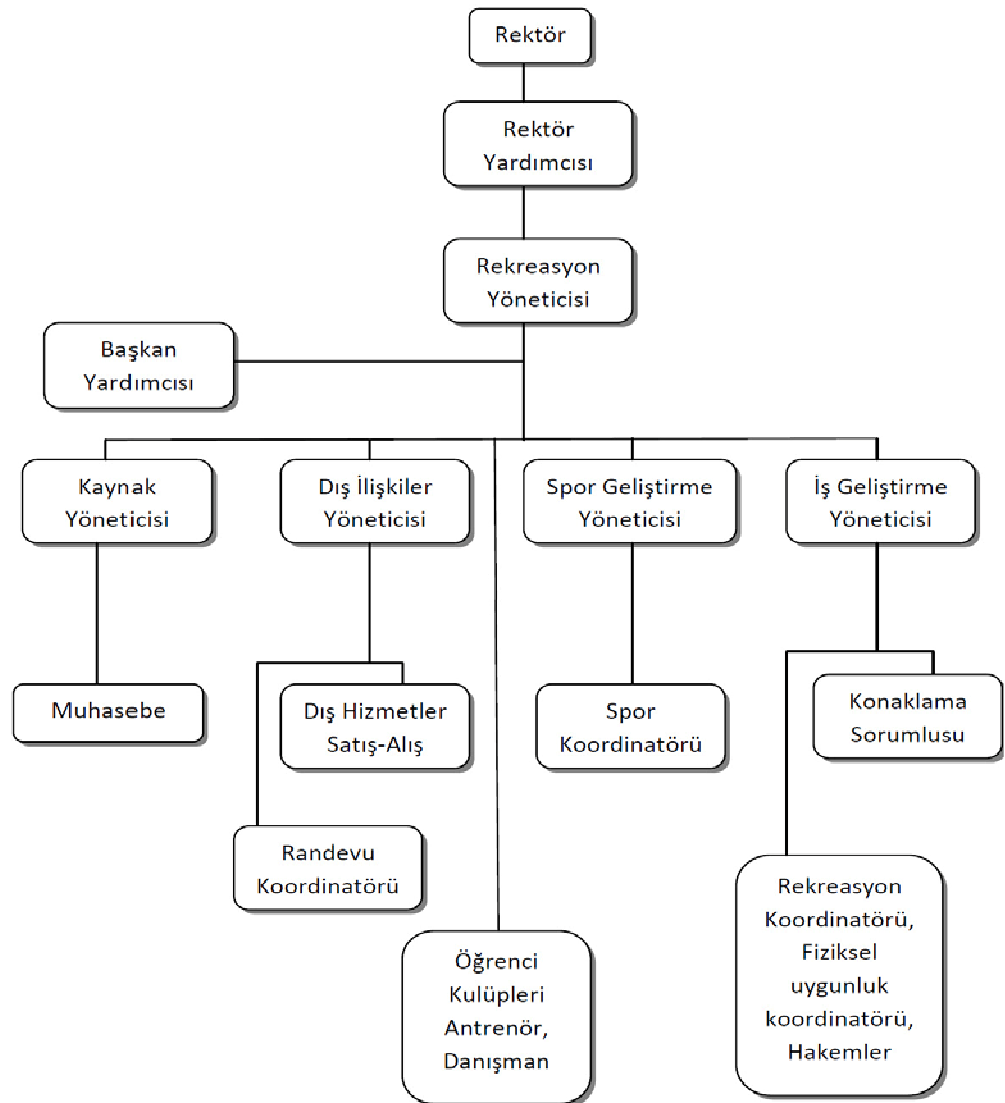 Rektör
Rektör
Yardımcısı
Rekreasyon
Yöneticisi
Başkan
Yardımcısı
Kaynak
Yöneticisi
Dış İlişkiler
Yöneticisi
Spor Geliştirme
Yöneticisi
İş Geliştirme
Yöneticisi
Muhasebe
Dış Hizmetler
Satış-Alış
Spor
Koordinatörü
Konaklama
Sorumlusu
Randevu
Koordinatörü
Öğrenci
Kulüpleri
Antrenör,
Danışman
Rekreasyon
Koordinatörü,
Fiziksel
uygunluk
koordinatörü,
Hakemler